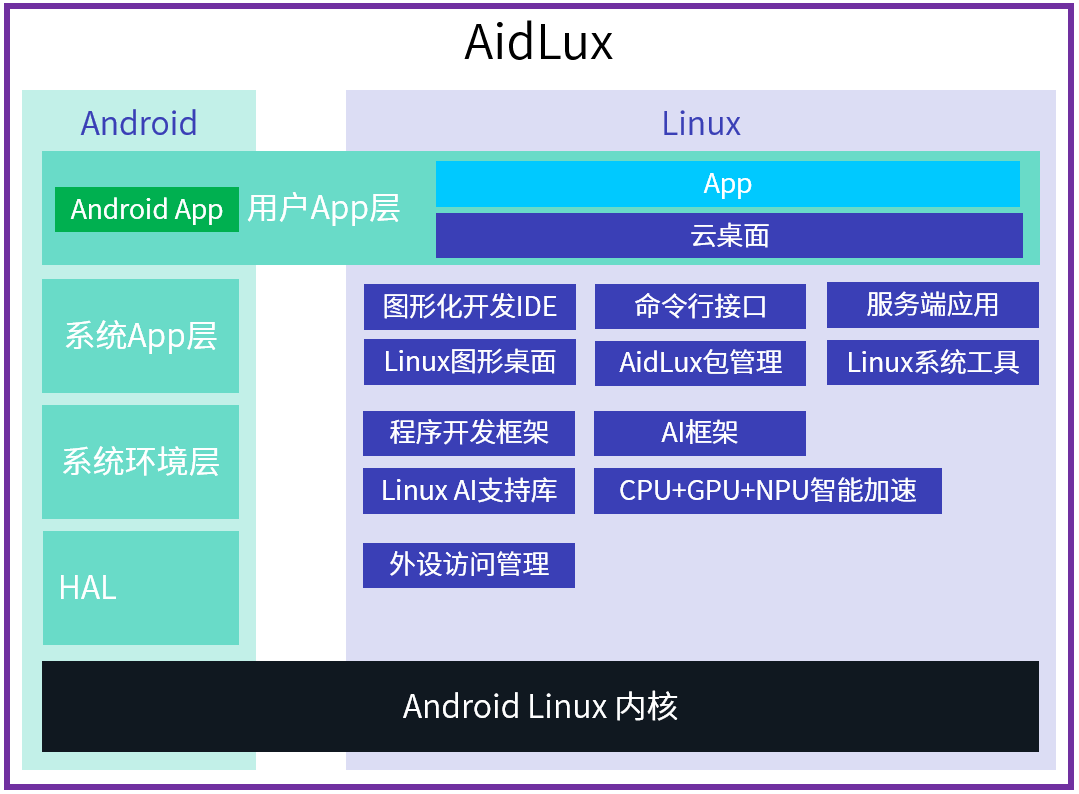 AidLux
Android
Linux
Android App
用户App层
App
云桌面
系统App层
图形化开发IDE
命令行接口
服务端应用
Linux图形桌面
AidLux包管理
Linux系统工具
系统环境层
程序开发框架
AI框架
Linux AI支持库
CPU+GPU+NPU智能加速
HAL
外设访问管理
Android Linux 内核